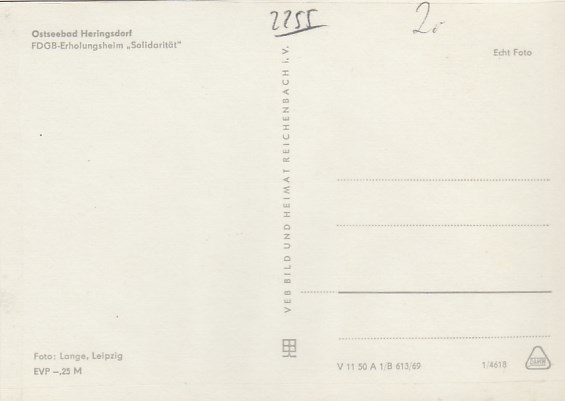 2255
2,-
Ostseebad Heringsdorf
FDGB-Erholungsheim „Solidarität"
Echt Foto
VEB BILD UND HEIMAT REICHENBACH I. V.
Foto: Lange, Leipzig
EVP –,25 M
V 11 50 A 1/B 613/69
1/4618